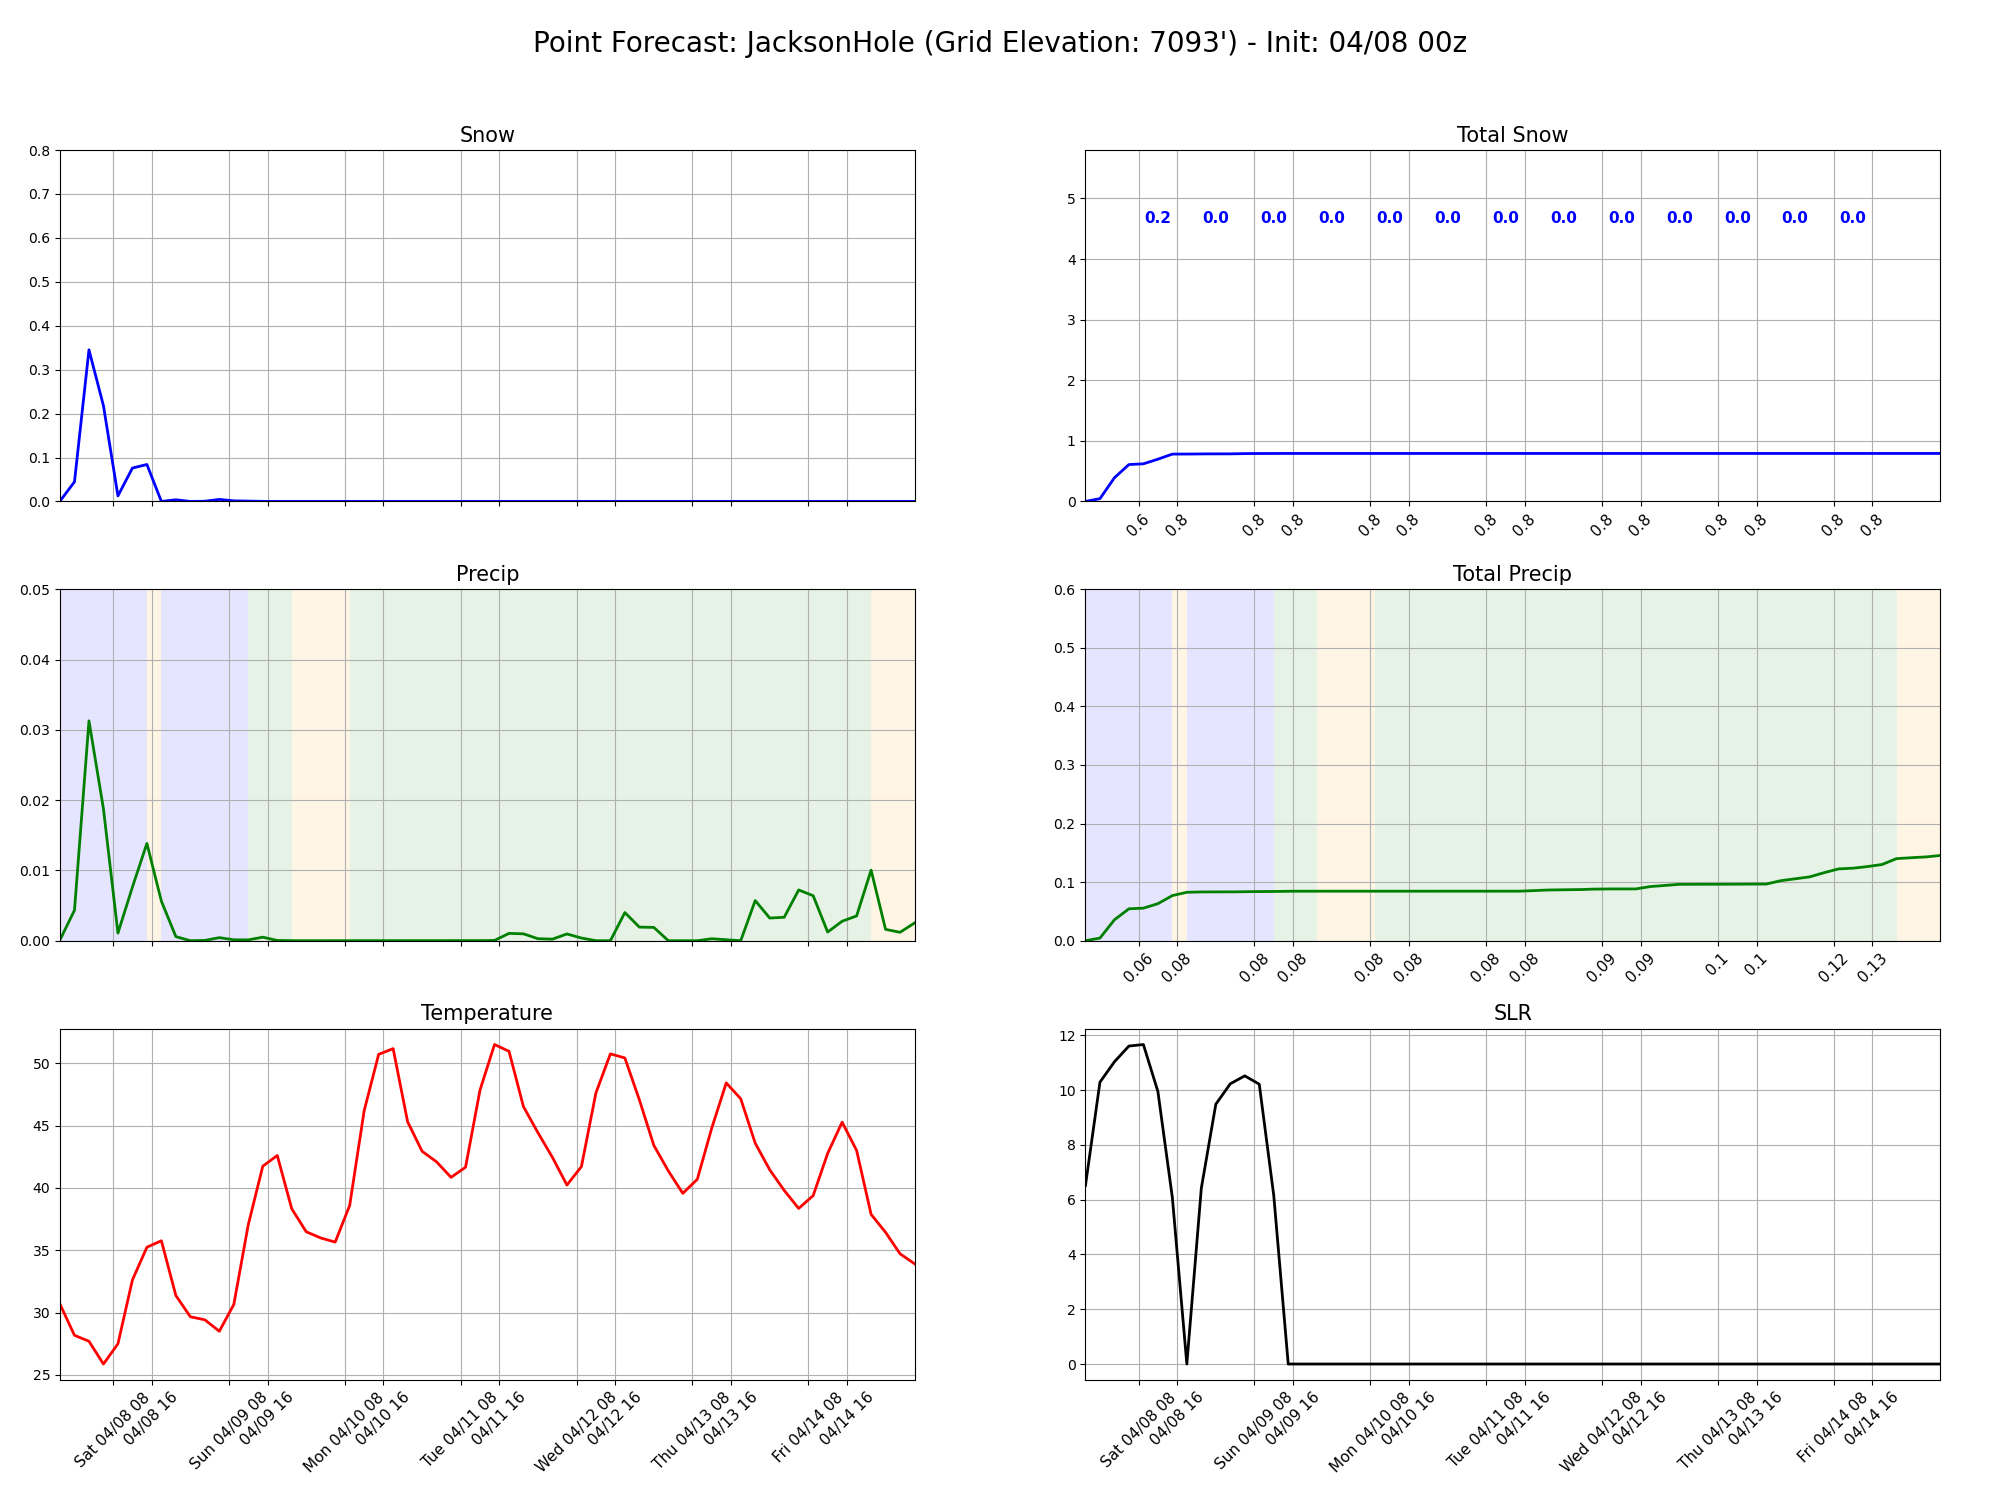 Point Forecast: JacksonHole (Grid Elevation: 7093') - Init: 04/08 00z
Snow
0.8
0.7
0.6
0.5
0.4
0.3
0.2
0.1
0.0
Total Snow
5
4
3
2
1
0
0.2 0.0 0.0 0.0 0.0 0.0 0.0 0.0 0.0 0.0 0.0 0.0 0.0
0.6 0.8 0.8 0.8 0.8 0.8 0.8 0.8 0.8 0.8 0.8 0.8 0.8 0.8
Precip
0.05
0.04
0.03
0.02
0.01
0.00
Total Precip
0.6
0.5
0.4
0.3
0.2
0.1
0.0
0.06 0.08 0.08 0.08 0.08 0.08 0.08 0.08 0.09 0.09 0.1 0.1 0.12 0.13
Temperature
50
45
40
35
30
25
Sat 04/08 08
04/08 16
Sun 04/09 08
04/09 16
Mon 04/10 08
04/10 16
Tue 04/11 08
04/11 16
Wed 04/12 08
04/12 16
Thu 04/13 08
04/13 16
Fri 04/14 08
04/14 16
SLR
12
10
8
6
4
2
0
Sat 04/08 08
04/08 16
Sun 04/09 08
04/09 16
Mon 04/10 08
04/10 16
Tue 04/11 08
04/11 16
Wed 04/12 08
04/12 16
Thu 04/13 08
04/13 16
Fri 04/14 08
04/14 16